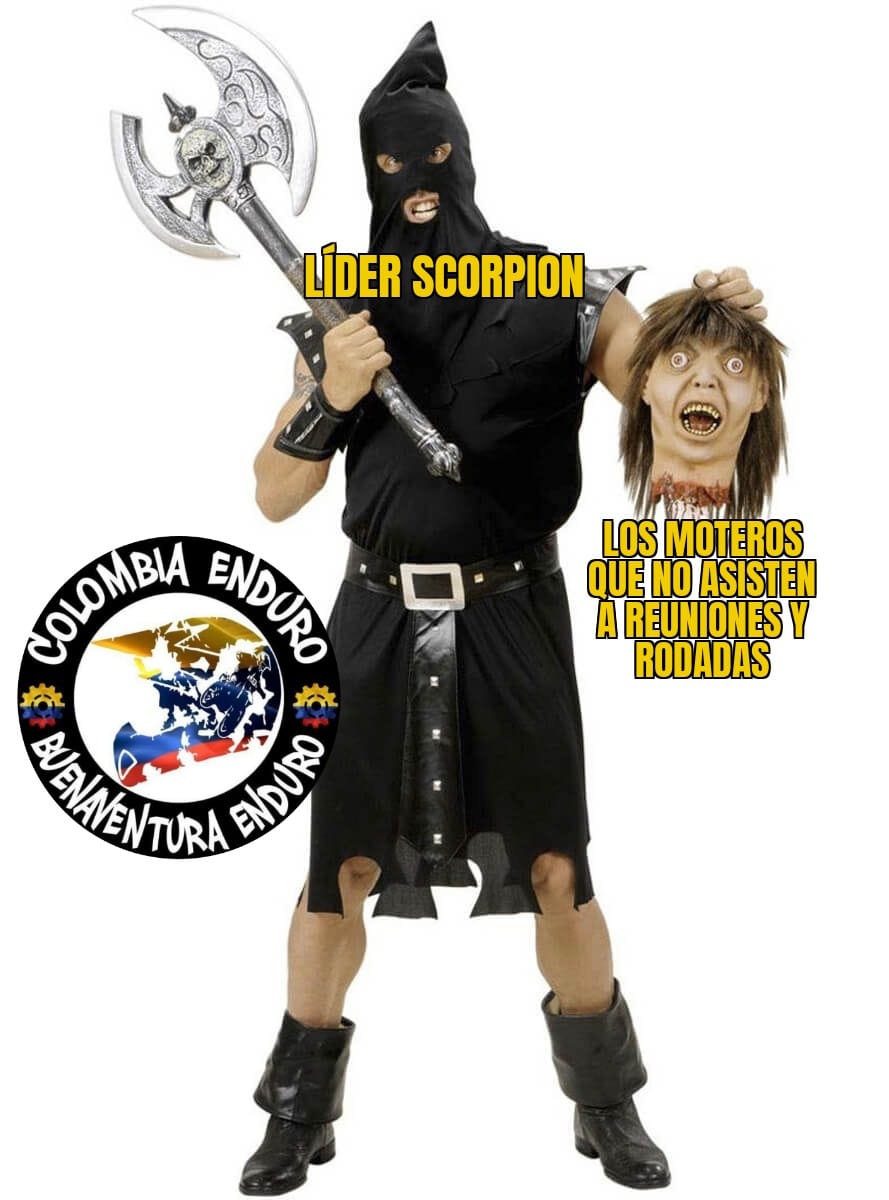 LÍDER SCORPION
LOS MOTEROS
QUE NO ASISTEN
A REUNIONES Y
RODADAS
COLOMBIA ENDURO
BUENAVENTURA ENDURO